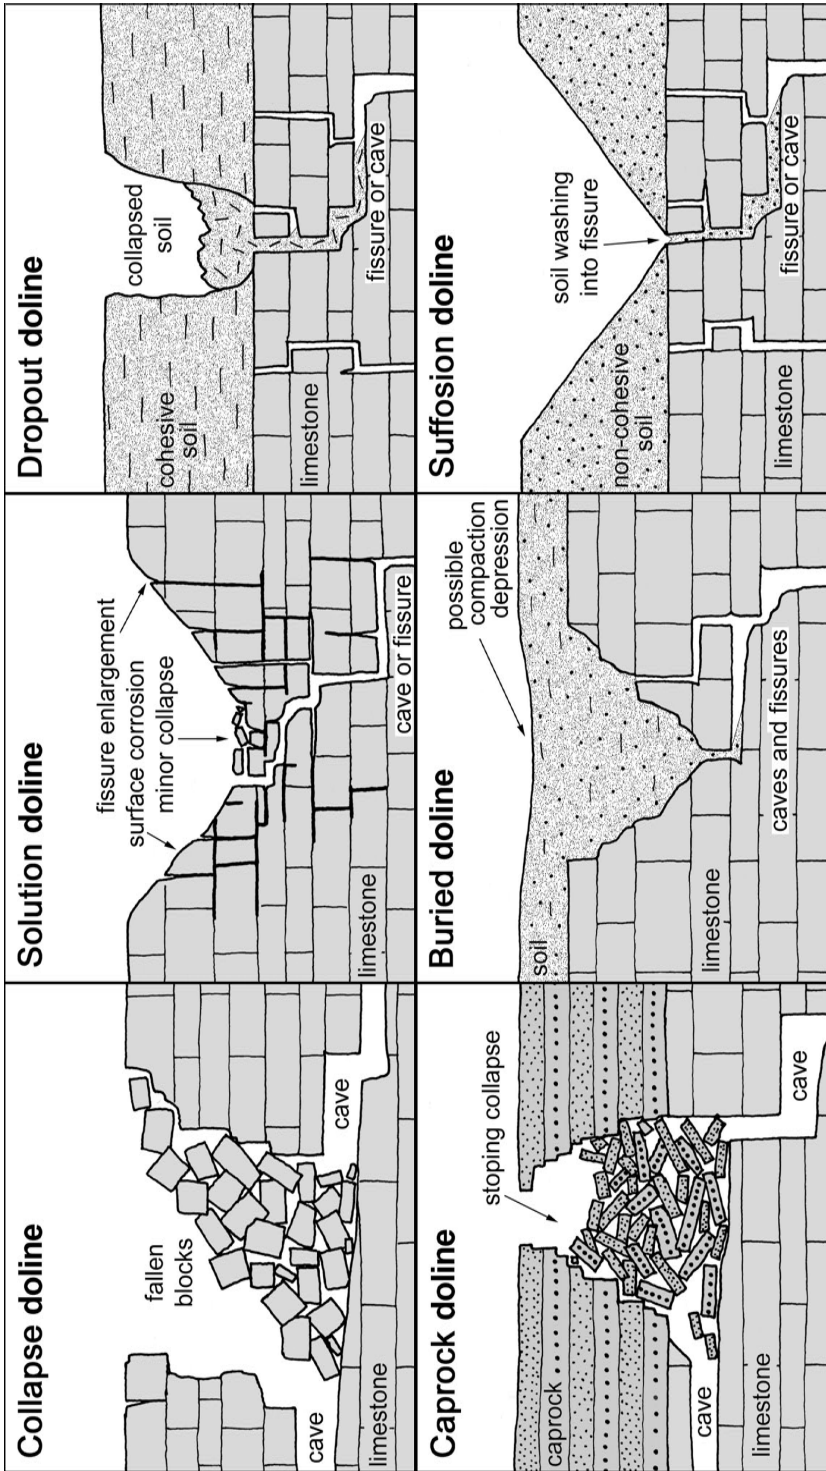 Collapse doline
fallen
blocks
cave
cave
limestone
Solution doline
fissure enlargement
surface corrosion
minor collapse
limestone
cave or fissure
Dropout doline
collapsed
soil
cohesive
soil
limestone
fissure or cave
Caprock doline
stoping collapse
caprock
cave
cave
limestone
Buried doline
possible
compaction
depression
soil
limestone
caves and fissures
Suffosion doline
soil washing
into fissure
non-cohesive
soil
limestone
fissure or cave